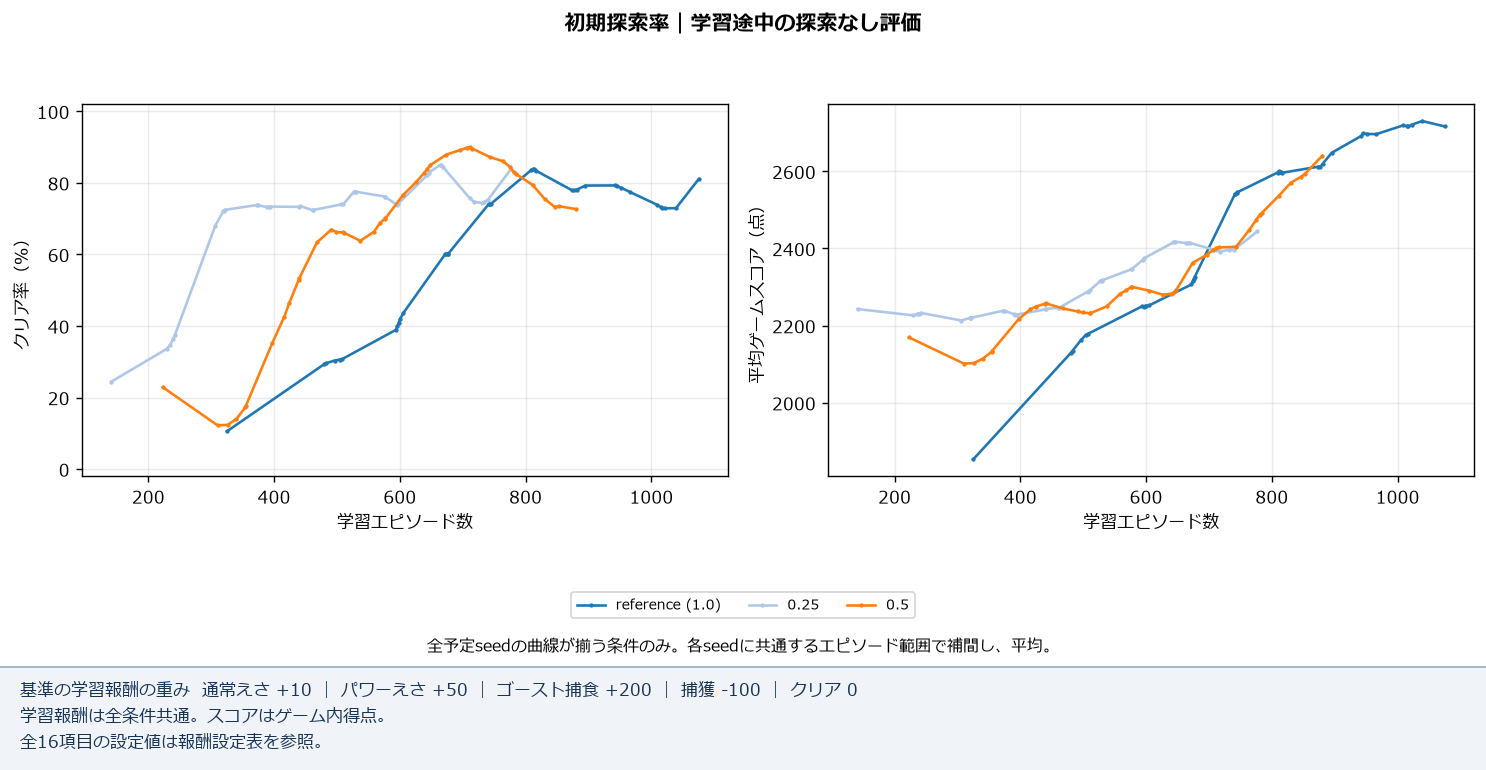 初期探索率｜学習途中の探索なし評価
クリア率（%）
100
80
60
40
20
0
200 400 600 800 1000
学習エピソード数
平均ゲームスコア（点）
2600
2400
2200
2000
200 400 600 800 1000
学習エピソード数
reference (1.0) 0.25 0.5
全予定seedの曲線が揃う条件のみ。各seedに共通するエピソード範囲で補間し、平均。
基準の学習報酬の重み 通常えさ +10 ｜ パワーえさ +50 ｜ ゴースト捕食 +200 ｜ 捕獲 -100 ｜ クリア 0
学習報酬は全条件共通。スコアはゲーム内得点。
全16項目の設定値は報酬設定表を参照。